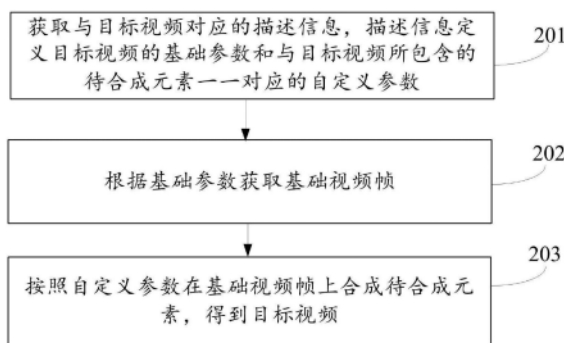 获取与目标视频对应的描述信息，描述信息定
义目标视频的基础参数和与目标视频所包含的
待合成元素一一对应的自定义参数
201
根据基础参数获取基础视频帧
202
按照自定义参数在基础视频帧上合成待合成元
素，得到目标视频
203